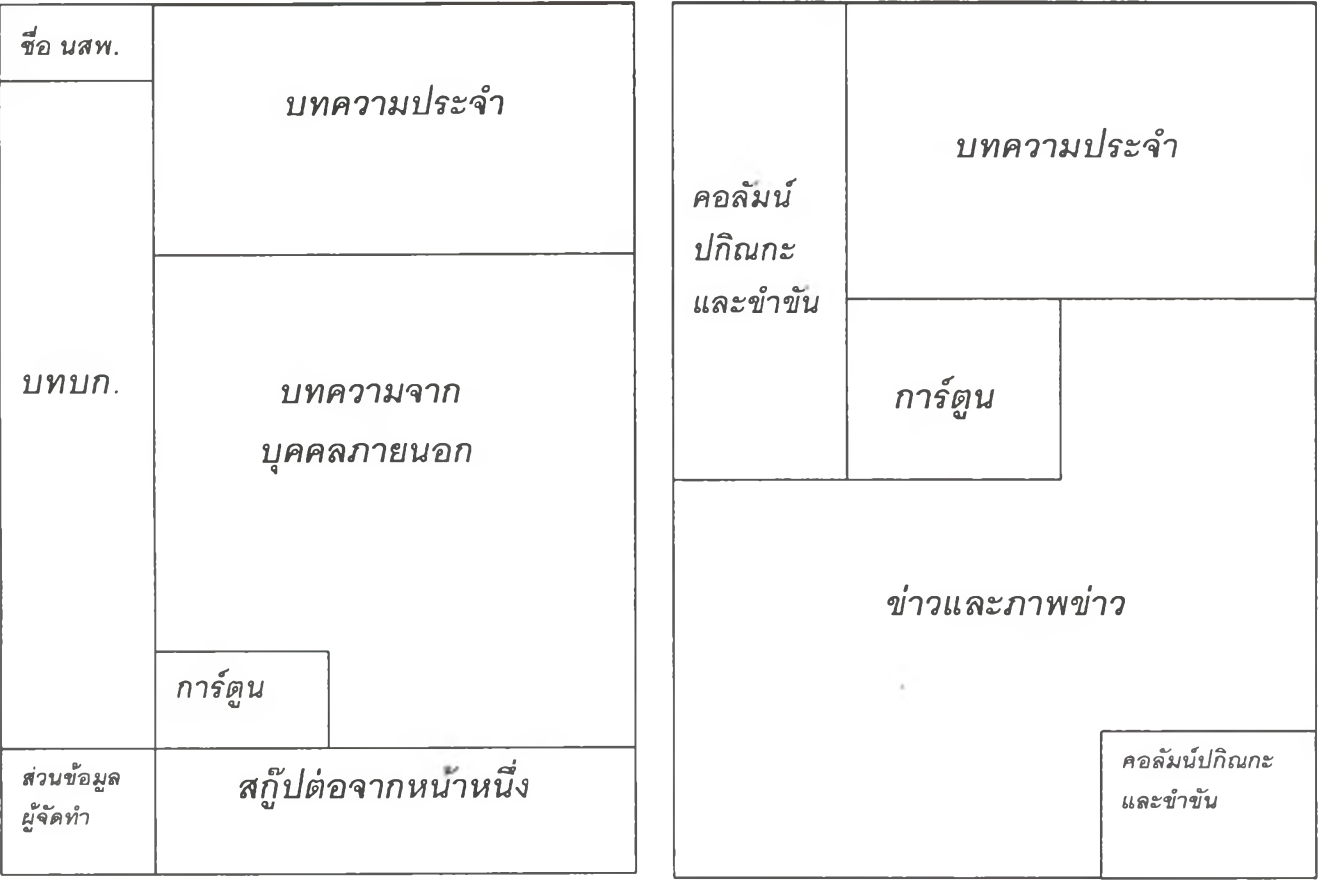 ชื่อ นสพ.
บทความประจำ
บทบก.
บทความจาก
บุคคลภายนอก
การ์ตูน
ส่วนข้อมูล
ผู้จัดทำ
สกู๊ปต่อจากหน้าหนึ่ง
บทความประจำ
คอลัมน์
ปกิณกะ
และขำขัน
การ์ตูน
ข่าวและภาพข่าว
คอลัมน์ปกิณกะ
และขำขัน